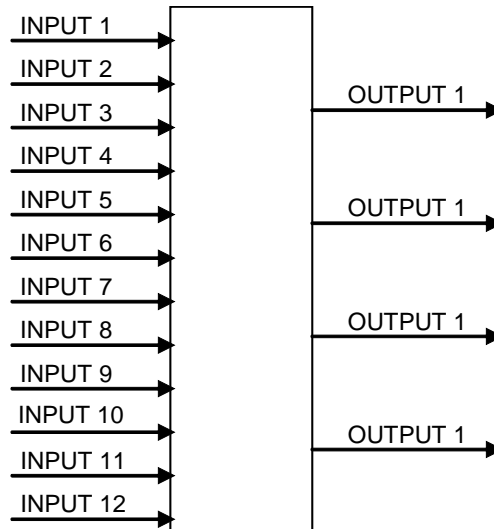 INPUT 1
INPUT 2
INPUT 3
INPUT 4
INPUT 5
INPUT 6
INPUT 7
INPUT 8
INPUT 9
INPUT 10
INPUT 11
INPUT 12
OUTPUT 1
OUTPUT 1
OUTPUT 1
OUTPUT 1